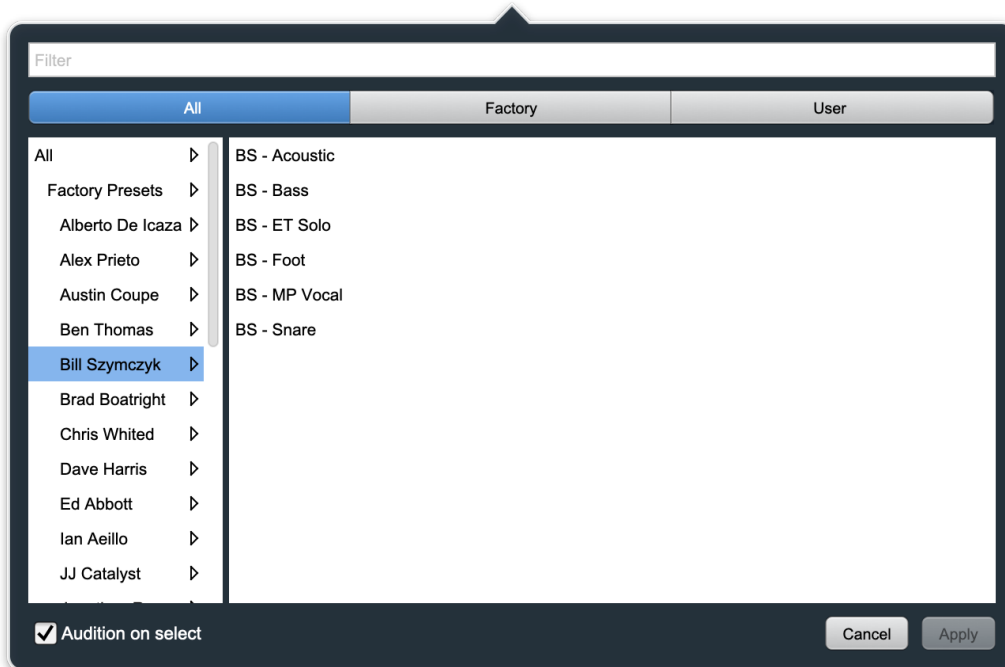 Filter
All
Factory
User
All
Factory Presets
Alberto De Icaza
Alex Prieto
Austin Coupe
Ben Thomas
Bill Szymczyk
Brad Boatright
Chris Whited
Dave Harris
Ed Abbott
Ian Aeillo
JJ Catalyst
BS - Acoustic
BS - Bass
BS - ET Solo
BS - Foot
BS - MP Vocal
BS - Snare
Audition on select
Cancel
Apply